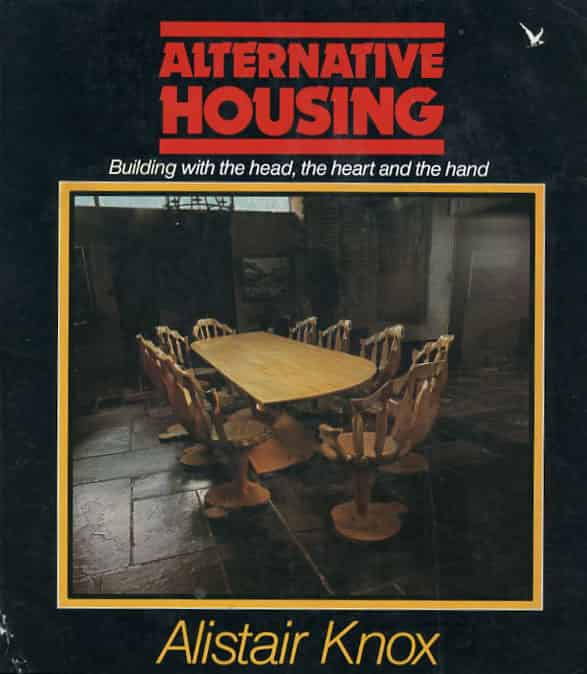 ALTERNATIVE
HOUSING
Building with the head, the heart and the hand
Alistair Knox